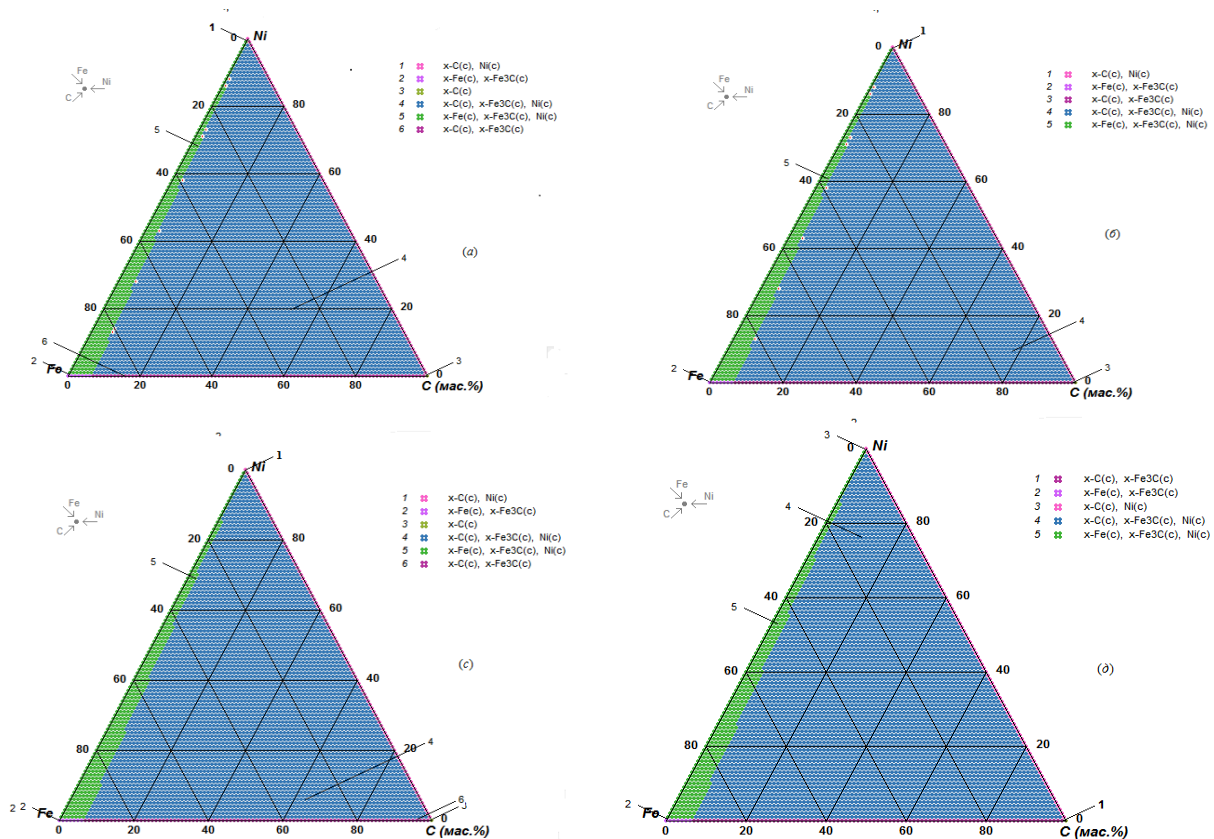 1
0
Ni
Fe
Ni
C
1 x-C(c), Ni(c)
2 x-Fe(c), x-Fe3C(c)
3 x-C(c)
4 x-C(c), x-Fe3C(c), Ni(c)
5 x-Fe(c), x-Fe3C(c), Ni(c)
6 x-C(c), x-Fe3C(c)
20
80
5
40
60
(а)
60
40
4
80
20
6
2
Fe
3
0
0
20
40
60
80
C (мас.%)
1
0
Ni
Fe
Ni
C
1 x-C(c), Ni(c)
2 x-Fe(c), x-Fe3C(c)
3 x-C(c), x-Fe3C(c)
4 x-C(c), x-Fe3C(c), Ni(c)
5 x-Fe(c), x-Fe3C(c), Ni(c)
20
80
5
40
60
(б)
60
40
80
20
4
2
Fe
0
3
0
20
40
60
80
C (мас.%)
1
0
Ni
Fe
Ni
C
1 x-C(c), Ni(c)
2 x-Fe(c), x-Fe3C(c)
3 x-C(c)
4 x-C(c), x-Fe3C(c), Ni(c)
5 x-Fe(c), x-Fe3C(c), Ni(c)
6 x-C(c), x-Fe3C(c)
20
80
5
40
60
(с)
60
40
80
20
4
6
2 2
Fe
0
0
20
40
60
80
C (мас.%)
3
0
Ni
Fe
Ni
C
1 x-C(c), x-Fe3C(c)
2 x-Fe(c), x-Fe3C(c)
3 x-C(c), Ni(c)
4 x-C(c), x-Fe3C(c), Ni(c)
5 x-Fe(c), x-Fe3C(c), Ni(c)
4
20
80
40
60
5
60
40
(д)
80
20
2
Fe
1
0
0
20
40
60
80
C (мас.%)